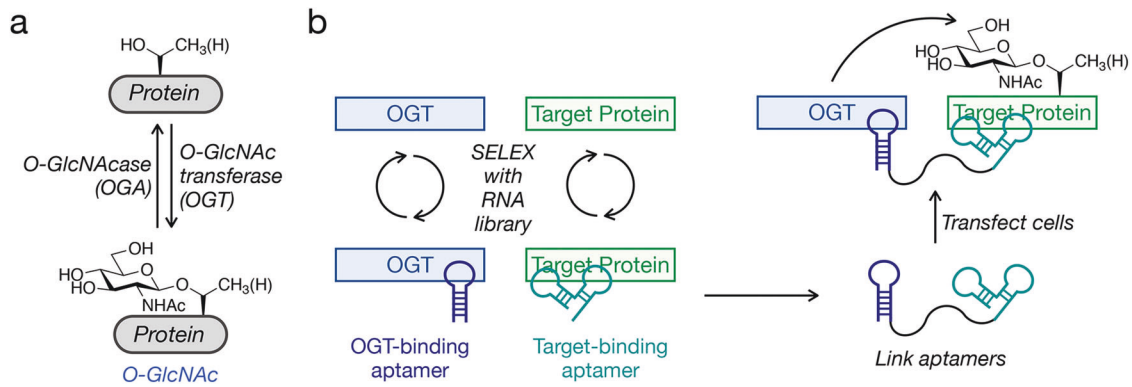 a
HO
CH₃(H)
Protein
O-GlcNAcase
(OGA)
O-GlcNAc
transferase
(OGT)
OH
HO
HO
O
O
NHAc
CH₃(H)
Protein
O-GlcNAc
b
OGT
Target Protein
SELEX
with
RNA
library
OGT
Target Protein
OGT-binding
aptamer
Target-binding
aptamer
OH
HO
HO
O
O
NHAc
CH₃(H)
OGT
Target Protein
Transfect cells
Link aptamers